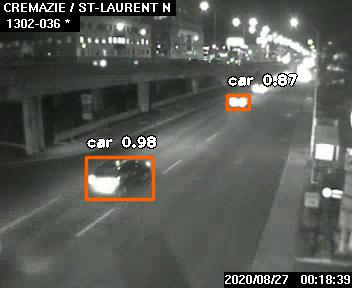 CREMAZIE / ST-LAURENT N
1302-036 *
car 0.87
car 0.98
2020/08/27 00:18:39